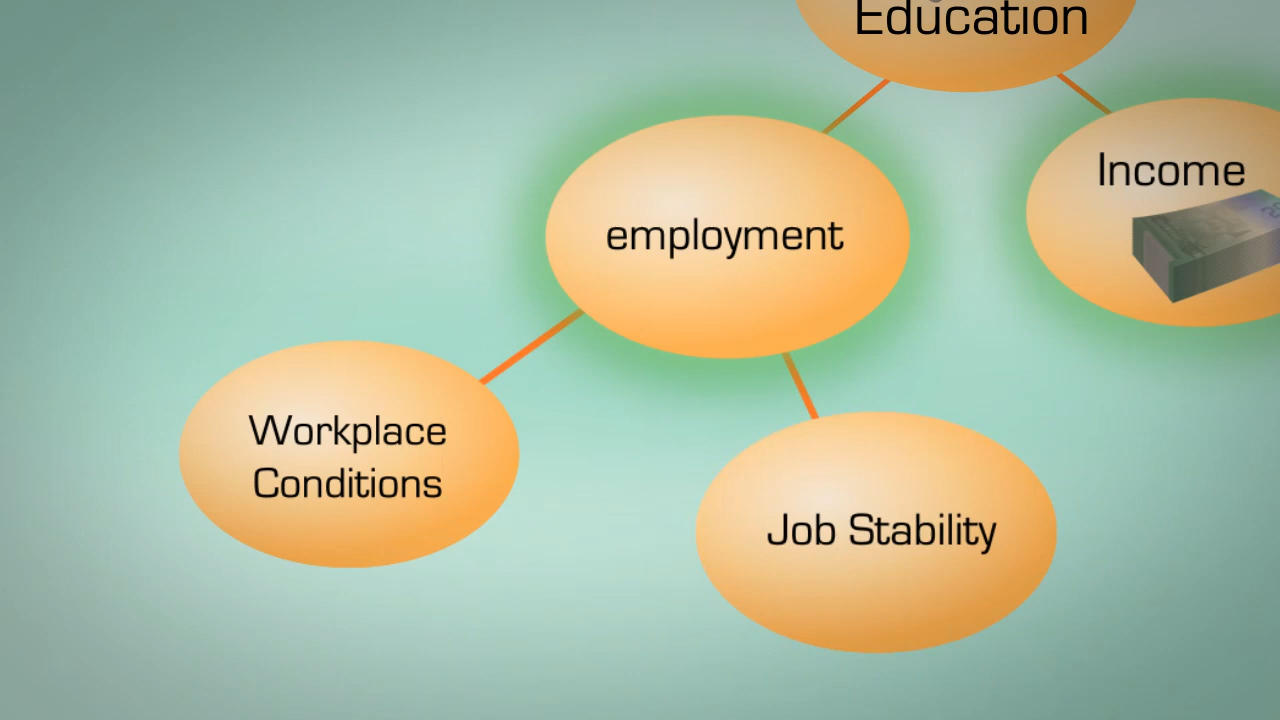 Education
Income
employment
Workplace
Conditions
Job Stability